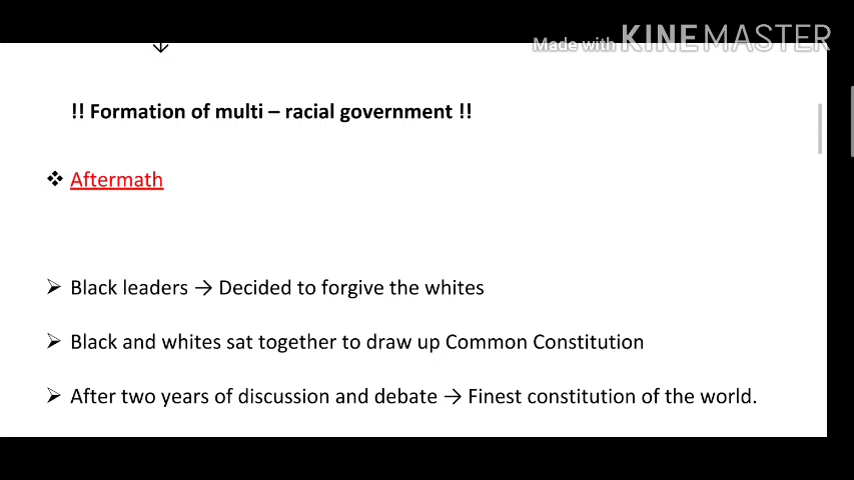 Made with KINEMASTER
!! Formation of multi – racial government !!
❖ Aftermath
➢ Black leaders → Decided to forgive the whites
➢ Black and whites sat together to draw up Common Constitution
➢ After two years of discussion and debate → Finest constitution of the world.